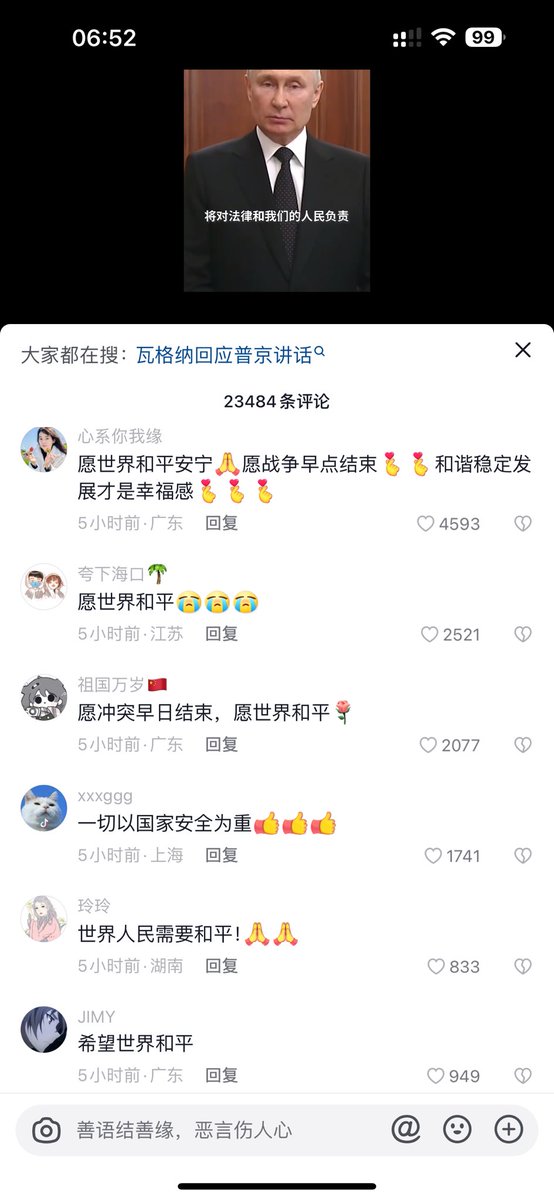 06:52
99
将对法律和我们的人民负责
大家都在搜：瓦格纳回应普京讲话
23484条评论
心系你我缘
愿世界和平安宁🙏愿战争早点结束🫰🫰和谐稳定发
展才是幸福感🫰🫰🫰
5小时前·广东 回复 4593
夸下海口🌴
愿世界和平😭😭😭
5小时前·江苏 回复 2521
祖国万岁🇨🇳
愿冲突早日结束，愿世界和平🌹
5小时前·广东 回复 2077
xxxggg
一切以国家安全为重👍👍👍
5小时前·上海 回复 1741
玲玲
世界人民需要和平!🙏🙏
5小时前·湖南 回复 833
JIMY
希望世界和平
5小时前·广东 回复 949
善语结善缘，恶言伤人心